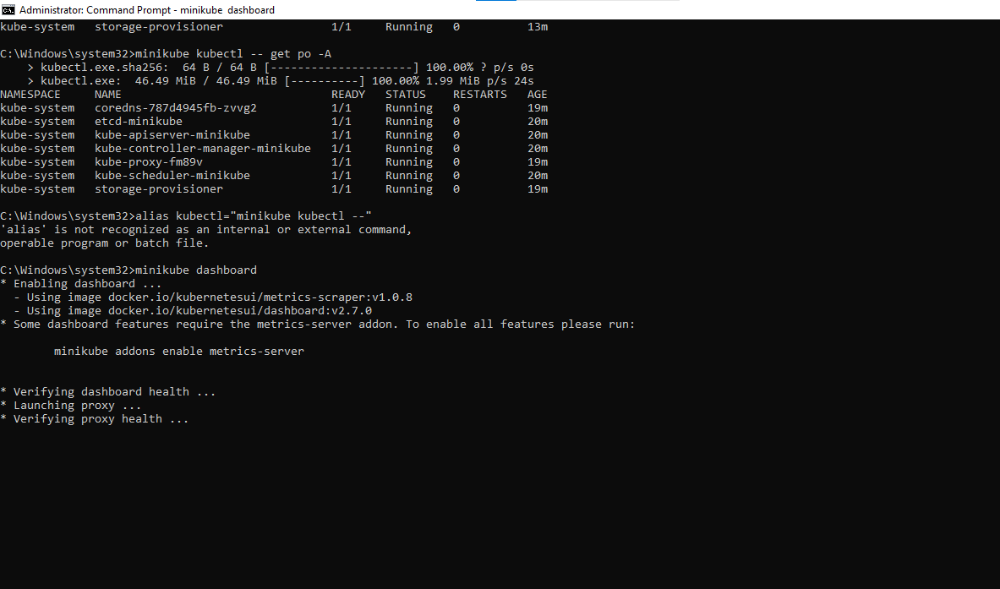 Administrator: Command Prompt - minikube dashboard
kube-system   storage-provisioner                1/1     Running   0          13m
C:\Windows\system32>minikube kubectl -- get po -A
    > kubectl.exe.sha256:  64 B / 64 B [---------------------] 100.00% ? p/s 0s
    > kubectl.exe:  46.49 MiB / 46.49 MiB [----------] 100.00% 1.99 MiB p/s 24s
NAMESPACE     NAME                               READY   STATUS    RESTARTS   AGE
kube-system   coredns-787d4945fb-zvvg2           1/1     Running   0          19m
kube-system   etcd-minikube                      1/1     Running   0          20m
kube-system   kube-apiserver-minikube            1/1     Running   0          20m
kube-system   kube-controller-manager-minikube   1/1     Running   0          20m
kube-system   kube-proxy-fm89v                   1/1     Running   0          19m
kube-system   kube-scheduler-minikube            1/1     Running   0          20m
kube-system   storage-provisioner                1/1     Running   0          19m
C:\Windows\system32>alias kubectl="minikube kubectl --"
'alias' is not recognized as an internal or external command,
operable program or batch file.
C:\Windows\system32>minikube dashboard
* Enabling dashboard ...
  - Using image docker.io/kubernetesui/metrics-scraper:v1.0.8
  - Using image docker.io/kubernetesui/dashboard:v2.7.0
* Some dashboard features require the metrics-server addon. To enable all features please run:
        minikube addons enable metrics-server
* Verifying dashboard health ...
* Launching proxy ...
* Verifying proxy health ...